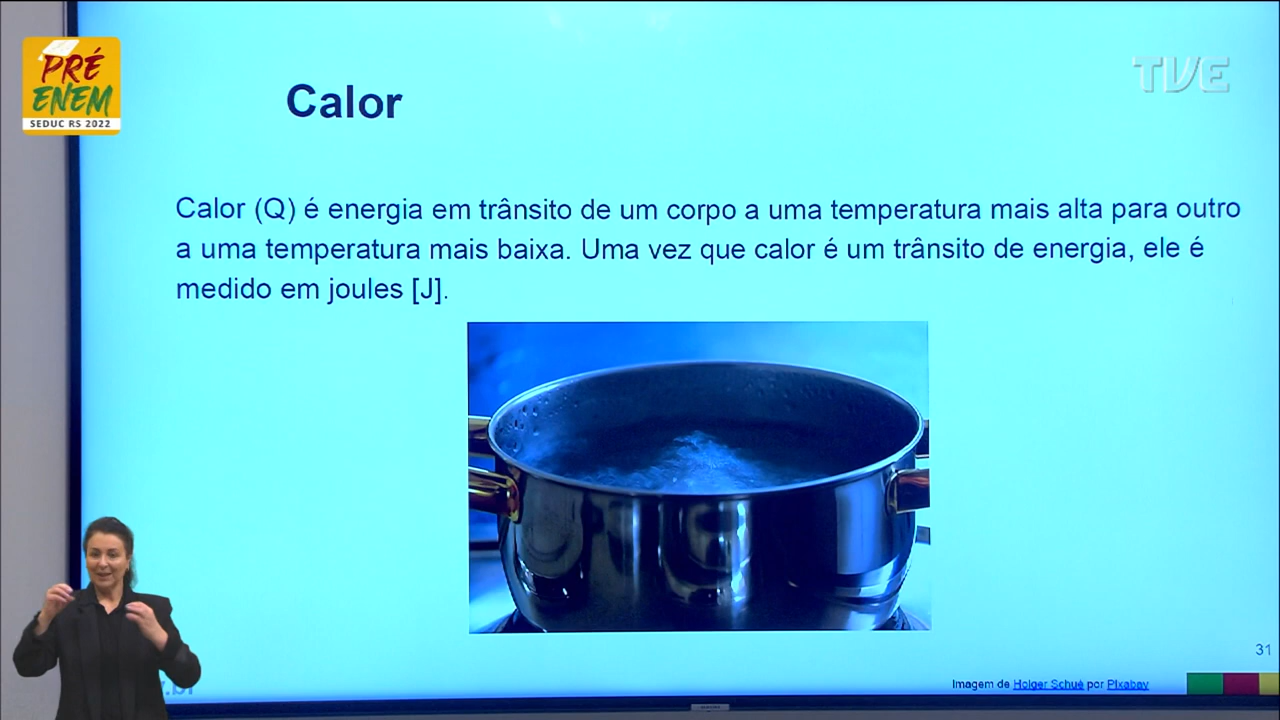 PRÉ
ENEM
SEDUC RS 2022
TVE
Calor
Calor (Q) é energia em trânsito de um corpo a uma temperatura mais alta para outro
a uma temperatura mais baixa. Uma vez que calor é um trânsito de energia, ele é
medido em joules [J].
31
Imagem de Holger Schué por Pixabay